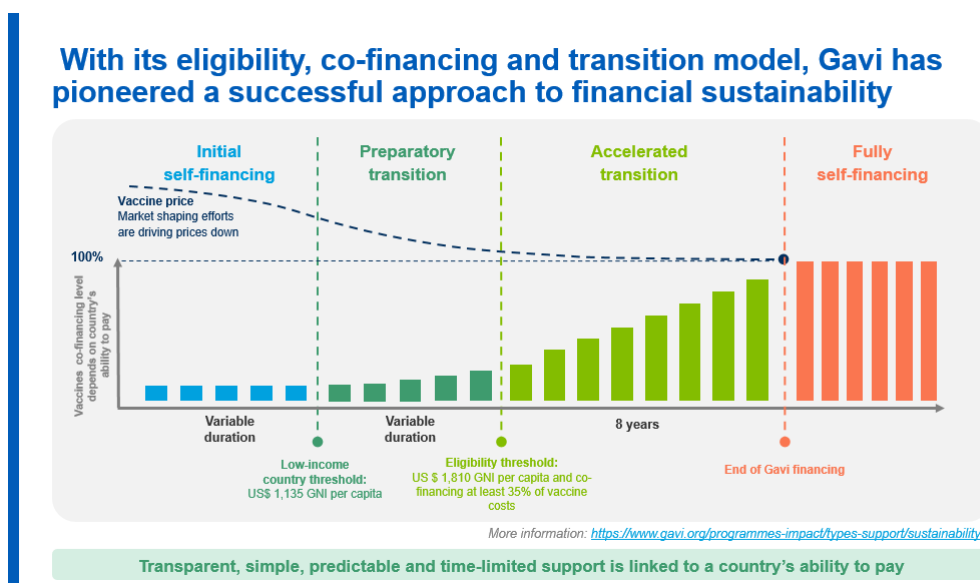 With its eligibility, co-financing and transition model, Gavi has
pioneered a successful approach to financial sustainability
Initial
self-financing
Preparatory
transition
Accelerated
transition
Fully
self-financing
Vaccine price
Market shaping efforts
are driving prices down
100%
Vaccines co-financing level
depends on country's
ability to pay
Variable
duration
Variable
duration
8 years
Low-income
country threshold:
US$ 1,135 GNI per capita
Eligibility threshold:
US $ 1,810 GNI per capita and co-
financing at least 35% of vaccine
costs
End of Gavi financing
More information: https://www.gavi.org/programmes-impact/types-support/sustainability
Transparent, simple, predictable and time-limited support is linked to a country’s ability to pay